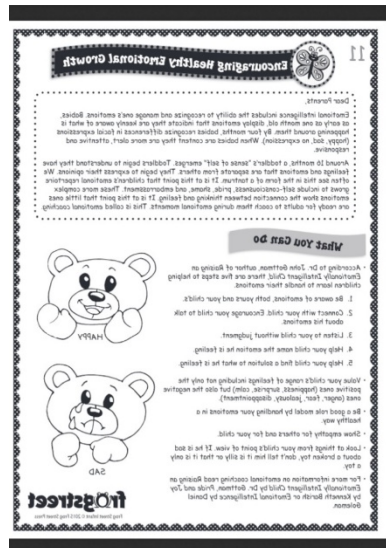 11
Encouraging Healthy Emotional Growth
Dear Parents,
Emotional intelligence includes the ability to recognize and manage one's emotions. Babies,
as early as one month old, display emotions that indicate they are keenly aware of what is
happening around them. By four months, babies recognize differences in facial expressions
(happy, sad, no expression). When babies are content they are more alert, attentive and
responsive.
Around 18 months, a toddler's "sense of self" emerges. Toddlers begin to understand they have
feelings and emotions that are separate from others. They begin to express their opinions. We
often see this in the form of a tantrum. It is at this point that children's emotional repertoire
grows to include self-consciousness, pride, shame, and embarrassment. These more complex
emotions show the connection between thinking and feeling. It is at this point that little ones
are ready for adults to coach them during emotional moments. This is called emotional coaching.
What You Can Do
• According to Dr. John Gottman, author of Raising an
Emotionally Intelligent Child, there are five steps to helping
children learn to handle their emotions.
1. Be aware of emotions, both yours and your child's.
2. Connect with your child. Encourage your child to talk
about his emotions.
3. Listen to your child without judgment.
4. Help your child name the emotion he is feeling.
5. Help your child find a solution to what he is feeling.
• Value your child's range of feelings including not only the
positive ones (happiness, surprise, calm) but also the negative
ones (anger, fear, jealousy, disappointment).
• Be a good role model by handling your emotions in a
healthy way.
• Show empathy for others and for your child.
• Look at things from your child's point of view. If he is sad
about a broken toy, don't tell him it is silly or that it is only
a toy.
• For more information on emotional coaching read Raising an
Emotionally Intelligent Child by Dr. Gottman, Pride and Joy
by Kenneth Barish or Emotional Intelligence by Daniel
Goleman.
HAPPY
SAD
frogstreet